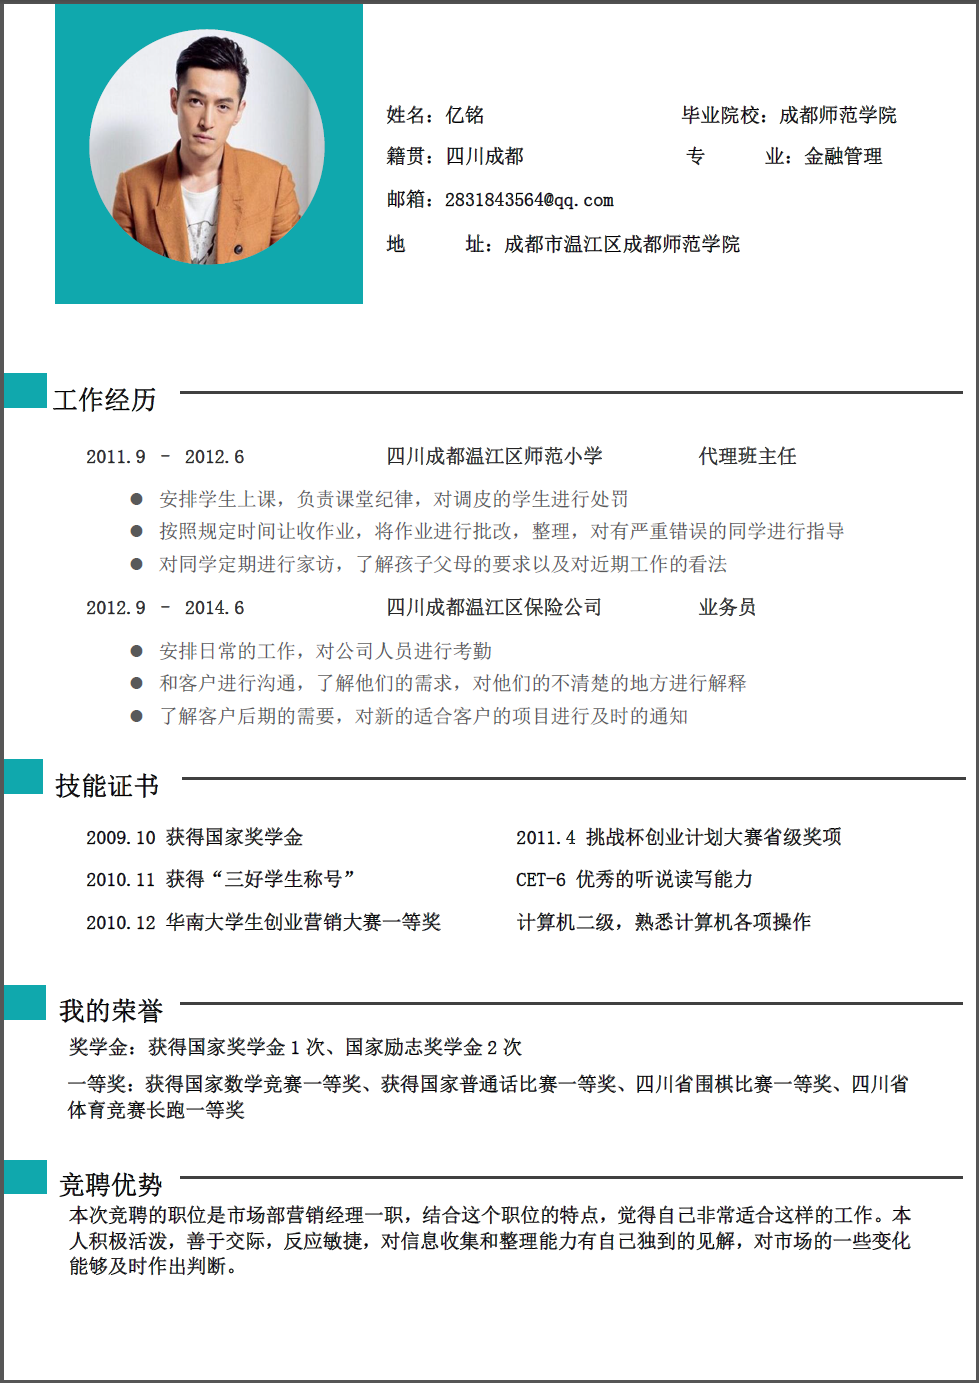 姓名：亿铭 毕业院校：成都师范学院
籍贯：四川成都 专 业：金融管理
邮箱：2831843564@qq.com
地 址：成都市温江区成都师范学院
工作经历
2011.9 - 2012.6 四川成都温江区师范小学 代理班主任
● 安排学生上课，负责课堂纪律，对调皮的学生进行处罚
● 按照规定时间让收作业，将作业进行批改，整理，对有严重错误的同学进行指导
● 对同学定期进行家访，了解孩子父母的要求以及对近期工作的看法
2012.9 - 2014.6 四川成都温江区保险公司 业务员
● 安排日常的工作，对公司人员进行考勤
● 和客户进行沟通，了解他们的需求，对他们的不清楚的地方进行解释
● 了解客户后期的需要，对新的适合客户的项目进行及时的通知
技能证书
2009.10 获得国家奖学金 2011.4 挑战杯创业计划大赛省级奖项
2010.11 获得“三好学生称号” CET-6 优秀的听说读写能力
2010.12 华南大学生创业营销大赛一等奖 计算机二级，熟悉计算机各项操作
我的荣誉
奖学金：获得国家奖学金 1 次、国家励志奖学金 2 次
一等奖：获得国家数学竞赛一等奖、获得国家普通话比赛一等奖、四川省围棋比赛一等奖、四川省
体育竞赛长跑一等奖
竞聘优势
本次竞聘的职位是市场部营销经理一职，结合这个职位的特点，觉得自己非常适合这样的工作。本
人积极活泼，善于交际，反应敏捷，对信息收集和整理能力有自己独到的见解，对市场的一些变化
能够及时作出判断。